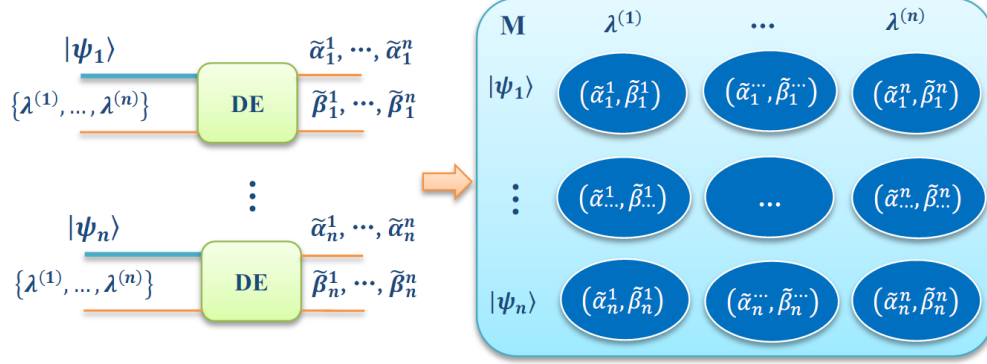 |ψ₁⟩ α̃₁¹, ⋯, α̃₁ⁿ
{λ⁽¹⁾, …, λ⁽ⁿ⁾} DE β̃₁¹, ⋯, β̃₁ⁿ
⋮
|ψₙ⟩ α̃ₙ¹, ⋯, α̃ₙⁿ
{λ⁽¹⁾, …, λ⁽ⁿ⁾} DE β̃ₙ¹, ⋯, β̃ₙⁿ
M λ⁽¹⁾ … λ⁽ⁿ⁾
|ψ₁⟩ (α̃₁¹, β̃₁¹) (α̃₁^⋯, β̃₁^⋯) (α̃₁ⁿ, β̃₁ⁿ)
⋮ (α̃_…¹, β̃_…¹) … (α̃_…ⁿ, β̃_…ⁿ)
|ψₙ⟩ (α̃ₙ¹, β̃ₙ¹) (α̃ₙ^⋯, β̃ₙ^⋯) (α̃ₙⁿ, β̃ₙⁿ)